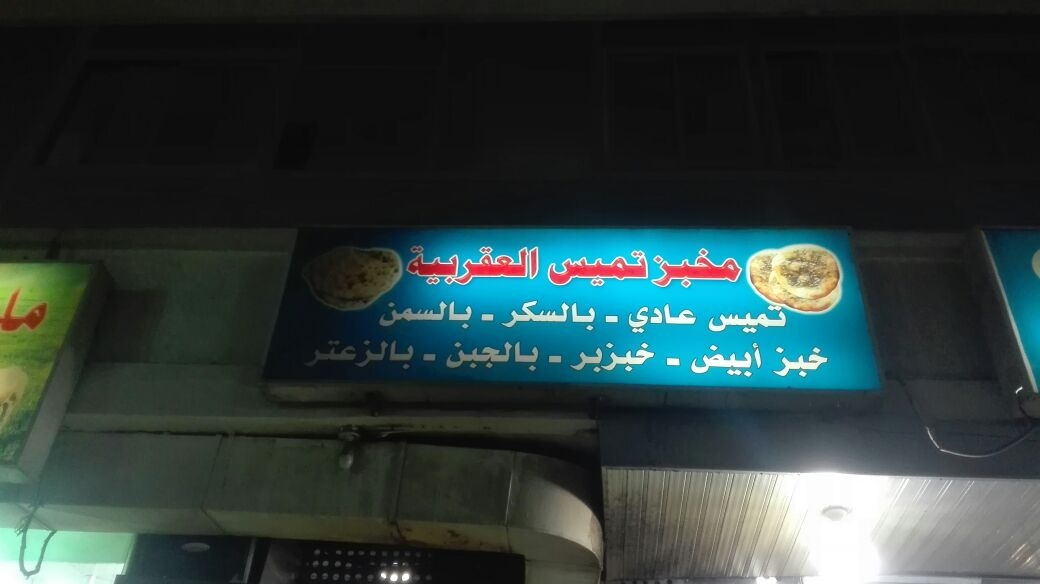 مخبز تميس العقربية
تميس عادي - بالسكر - بالسمن
خبز أبيض - خبزبر - بالجبن - بالزعتر